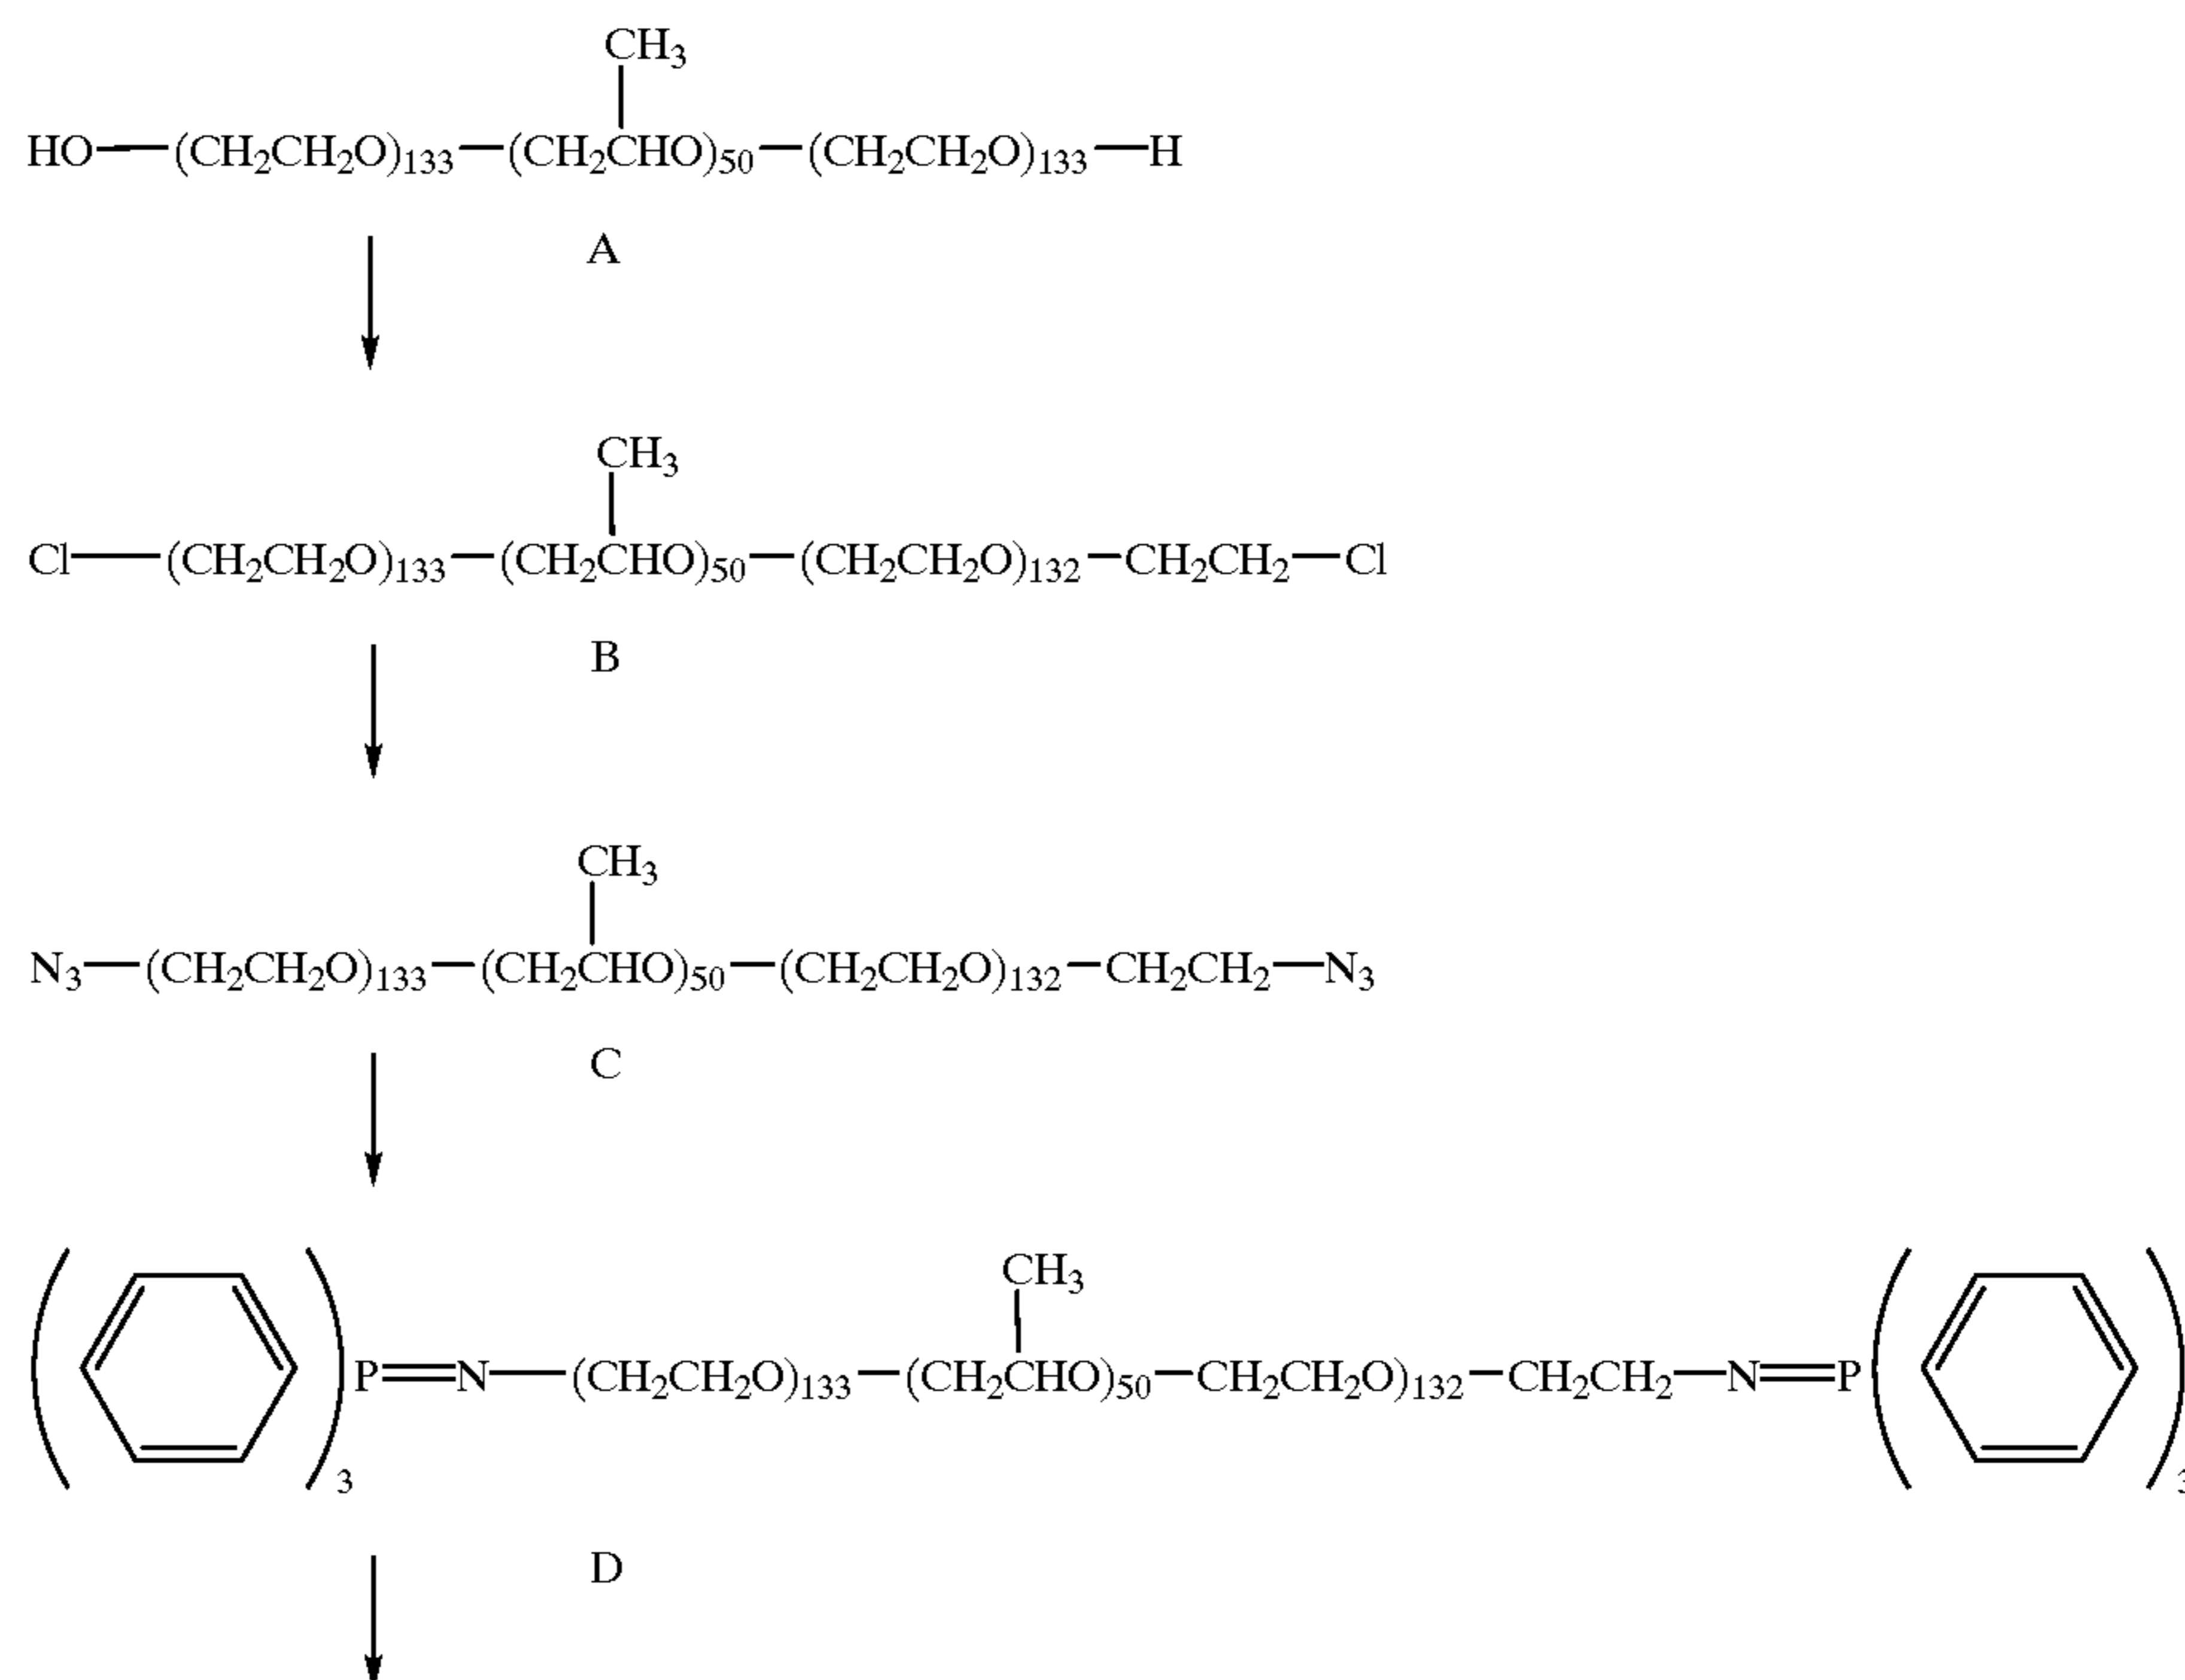 CH₃
HO—(CH₂CH₂O)₁₃₃—(CH₂CHO)₅₀—(CH₂CH₂O)₁₃₃—H
A
CH₃
Cl—(CH₂CH₂O)₁₃₃—(CH₂CHO)₅₀—(CH₂CH₂O)₁₃₂—CH₂CH₂—Cl
B
CH₃
N₃—(CH₂CH₂O)₁₃₃—(CH₂CHO)₅₀—(CH₂CH₂O)₁₃₂—CH₂CH₂—N₃
C
CH₃
P=N—(CH₂CH₂O)₁₃₃—(CH₂CHO)₅₀—CH₂CH₂O)₁₃₂—CH₂CH₂—N=P
3 3
D